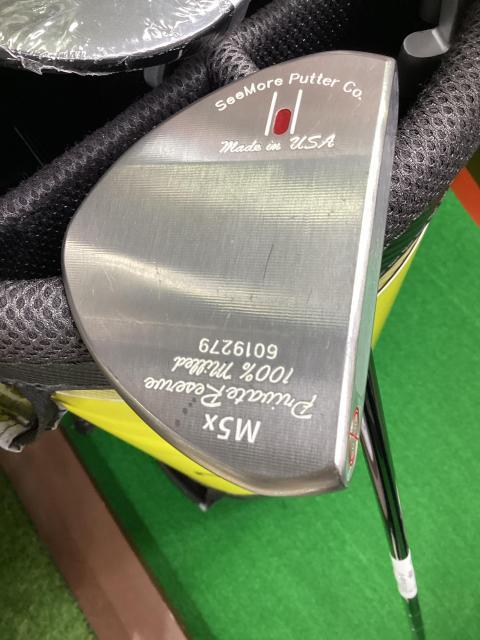 SeeMore Putter Co.
Made in USA
M5x
Private Reserve
100% Milled
6019279